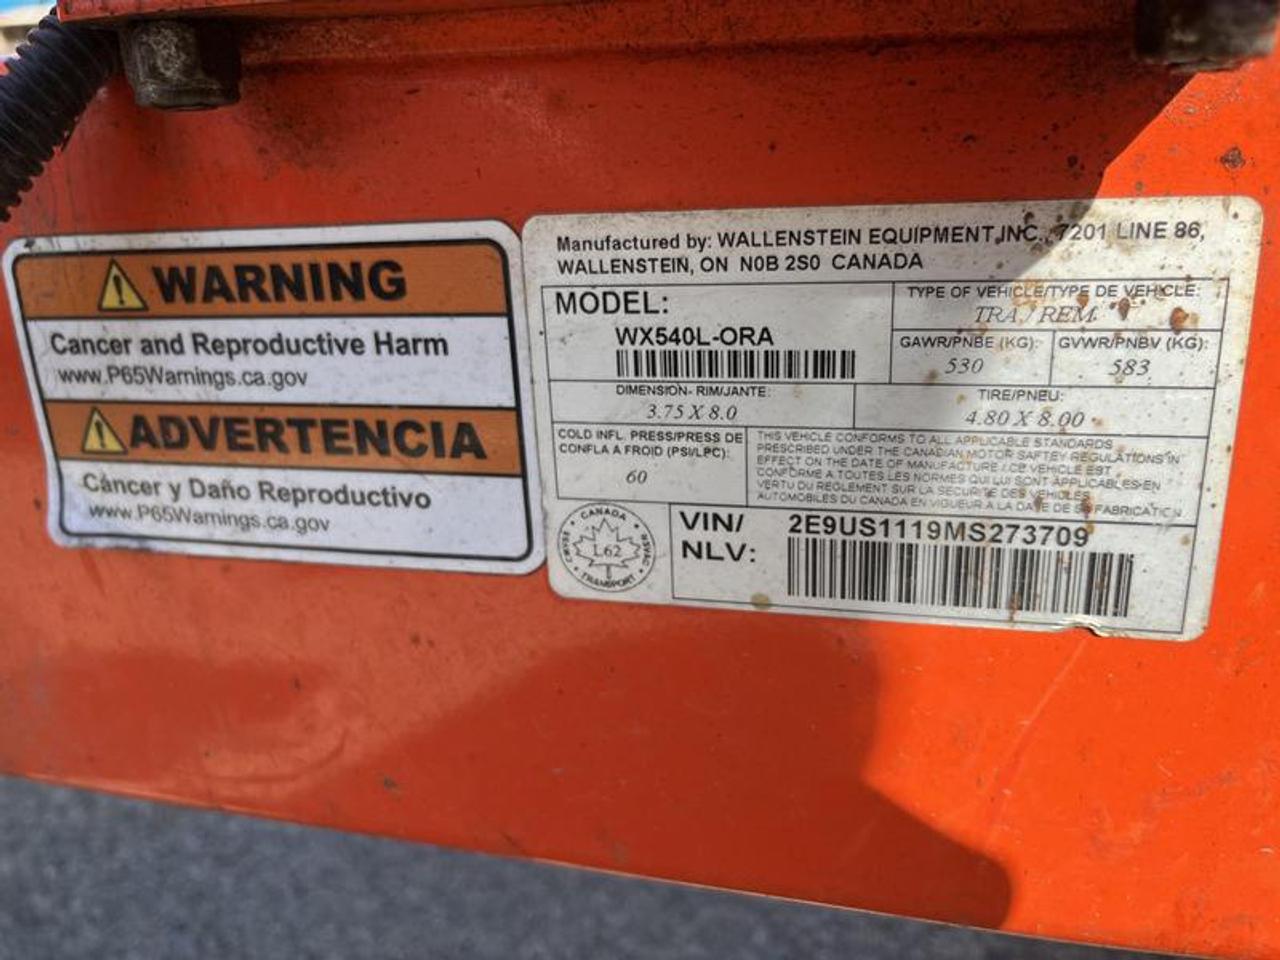 WARNING
Cancer and Reproductive Harm
www.P65Warnings.ca.gov
ADVERTENCIA
Cáncer y Daño Reproductivo
www.P65Warnings.ca.gov
Manufactured by: WALLENSTEIN EQUIPMENT,INC., 7201 LINE 86,
WALLENSTEIN, ON N0B 2S0 CANADA
MODEL:
WX540L-ORA
TYPE OF VEHICLE/TYPE DE VEHICLE:
TRA./REM.
GAWR/PNBE (KG):
530
GVWR/PNBV (KG):
583
DIMENSION- RIM/JANTE:
3.75 X 8.0
TIRE/PNEU:
4.80 X 8.00
COLD INFL. PRESS/PRESS DE
CONFLA A FROID (PSI/LPC):
60
THIS VEHICLE CONFORMS TO ALL APPLICABLE STANDARDS
PRESCRIBED UNDER THE CANADIAN MOTOR SAFTEY REGULATIONS IN
EFFECT ON THE DATE OF MANUFACTURE / CE VEHICLE EST
CONFORME A TOUTES LES NORMES QUI LUI SONT APPLICABLES EN
VERTU DU REGLEMENT SUR LA SECURITE DES VEHICLES
AUTOMOBILES DU CANADA EN VIGUEUR A LA DATE DE SA FABRICATION
CANADA
L62
TRANSPORT
VIN/
NLV:
2E9US1119MS273709